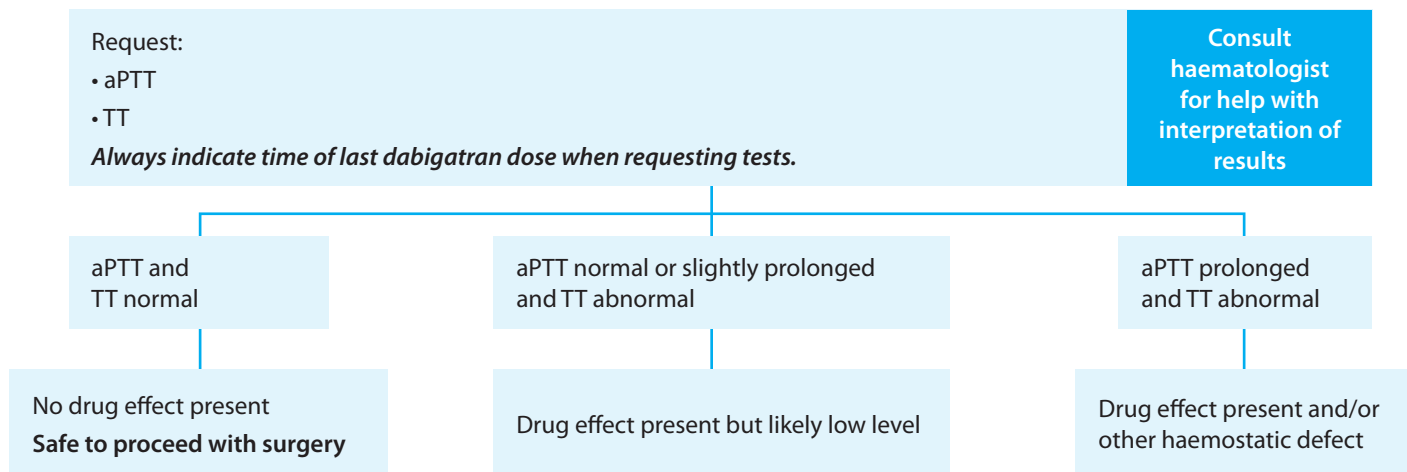 Request:
• aPTT
• TT
Always indicate time of last dabigatran dose when requesting tests.
Consult
haematologist
for help with
interpretation of
results
aPTT and
TT normal
aPTT normal or slightly prolonged
and TT abnormal
aPTT prolonged
and TT abnormal
No drug effect present
Safe to proceed with surgery
Drug effect present but likely low level
Drug effect present and/or
other haemostatic defect